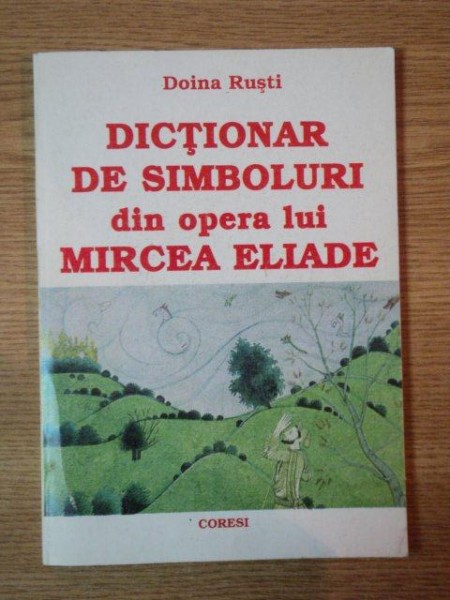 Doina Ruşti
DICŢIONAR
DE SIMBOLURI
din opera lui
MIRCEA ELIADE
CORESI